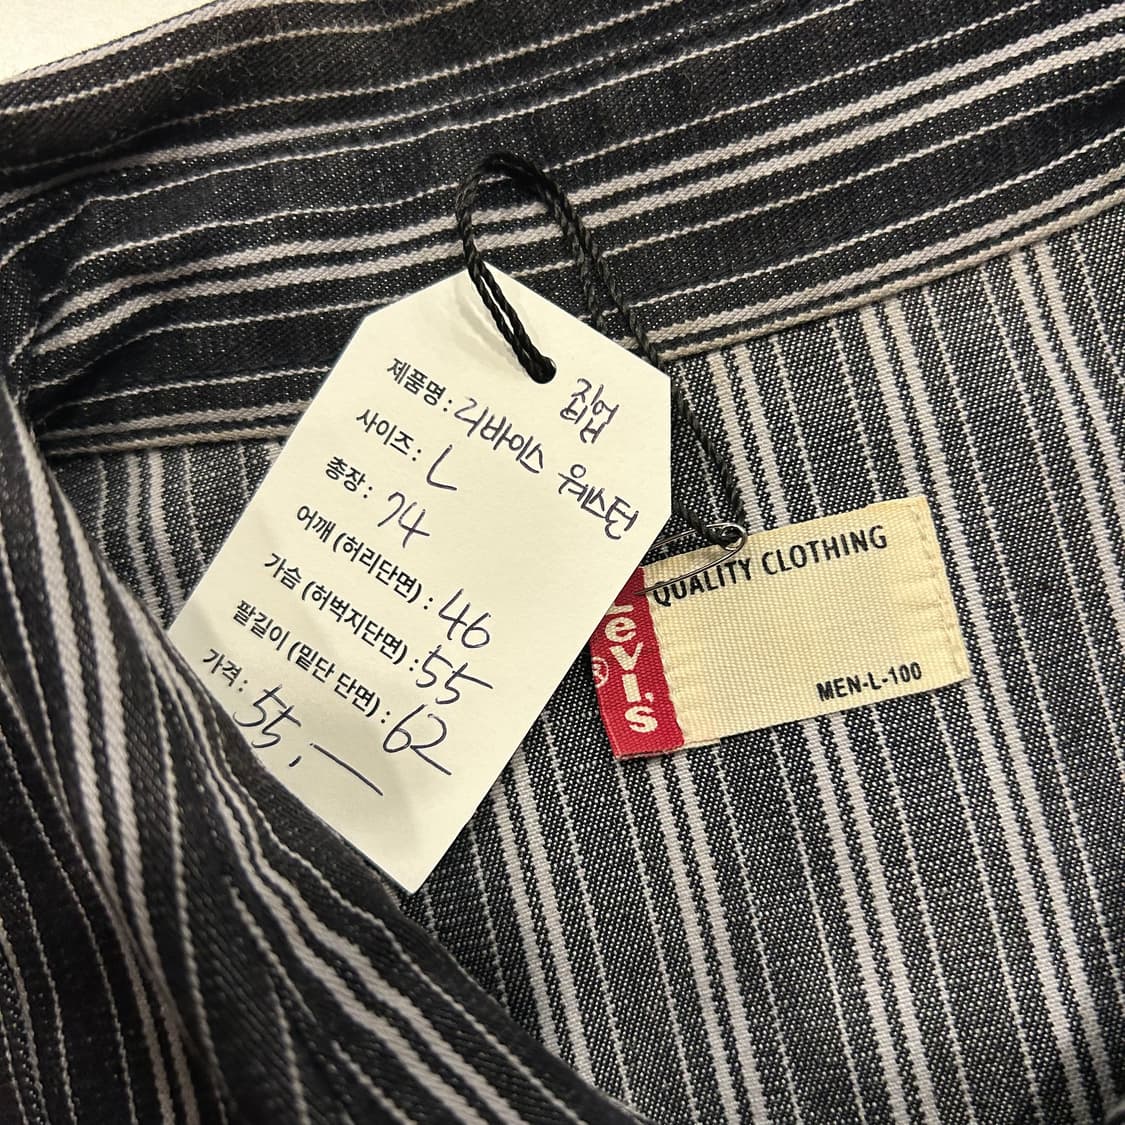 집업
제품명: 리바이스 웨스턴
사이즈: L
총장: 74
어깨 (허리단면): 46
가슴 (허벅지단면): 55
팔길이 (밑단 단면): 62
가격: 55,—
Levi's
®
QUALITY CLOTHING
MEN-L-100